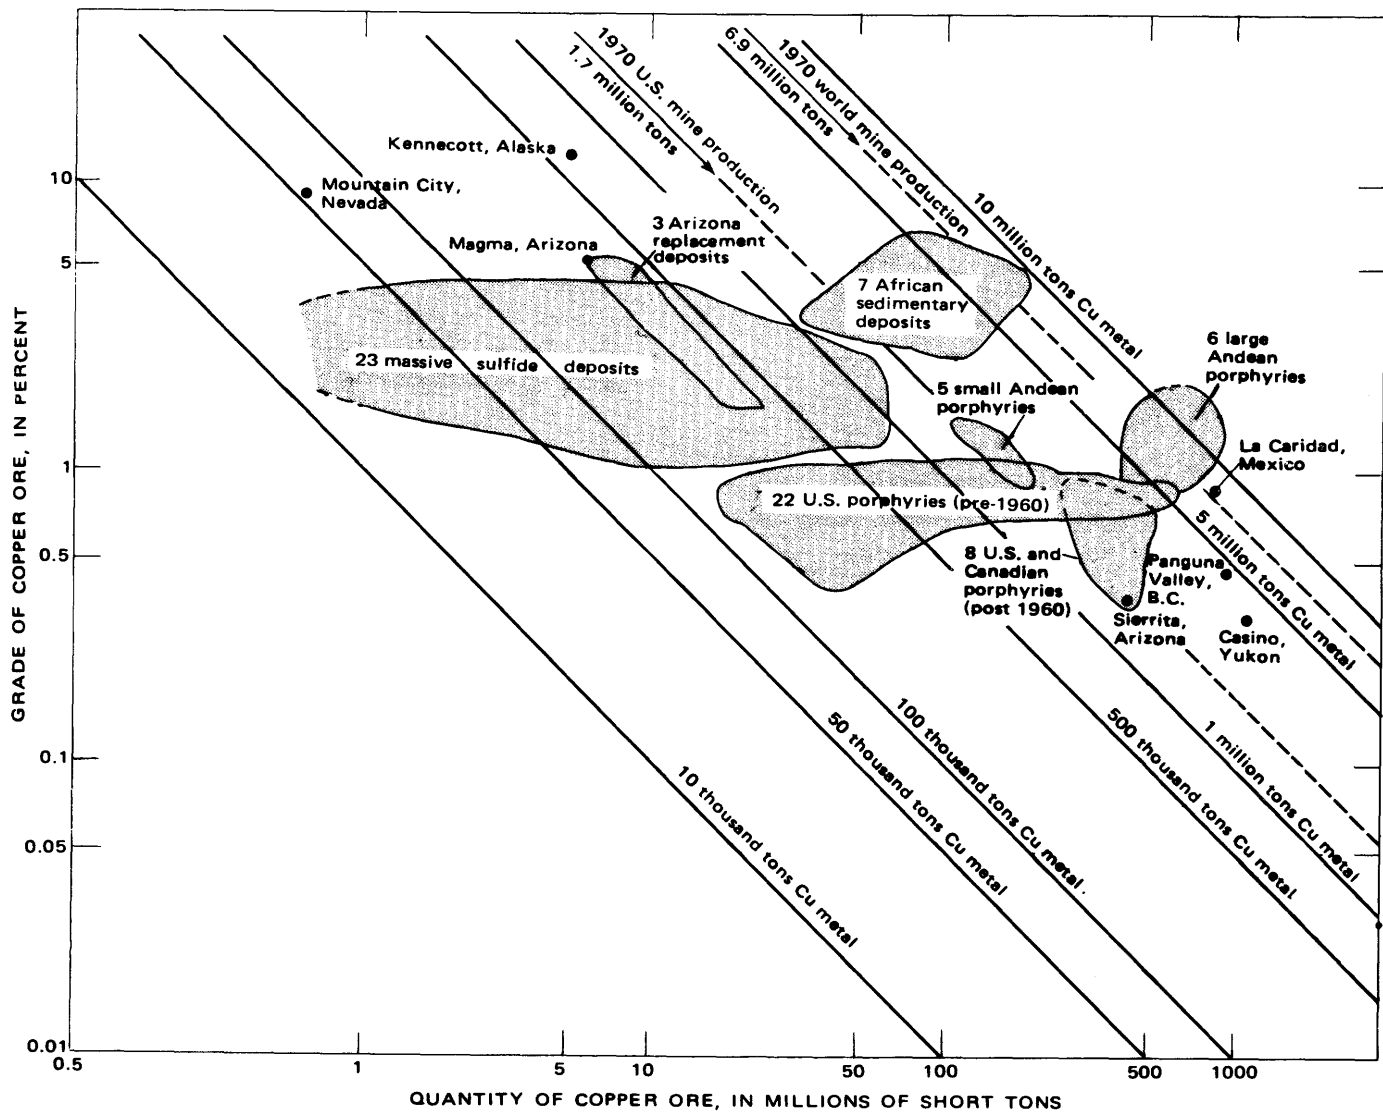 1970 U.S. mine production
1.7 million tons
1970 world mine production
6.9 million tons
10 million tons Cu metal
Kennecott, Alaska
Mountain City,
Nevada
Magma, Arizona
3 Arizona
replacement
deposits
7 African
sedimentary
deposits
23 massive sulfide deposits
5 small Andean
porphyries
6 large
Andean
porphyries
La Caridad,
Mexico
22 U.S. porphyries (pre-1960)
8 U.S. and
Canadian
porphyries
(post 1960)
Panguna
Valley,
B.C.
Sierrita,
Arizona
Casino,
Yukon
5 million tons Cu metal
1 million tons Cu metal
500 thousand tons Cu metal
100 thousand tons Cu metal
50 thousand tons Cu metal
10 thousand tons Cu metal
GRADE OF COPPER ORE, IN PERCENT
10
5
1
0.5
0.1
0.05
0.01
0.5
1
5
10
50
100
500
1000
QUANTITY OF COPPER ORE, IN MILLIONS OF SHORT TONS